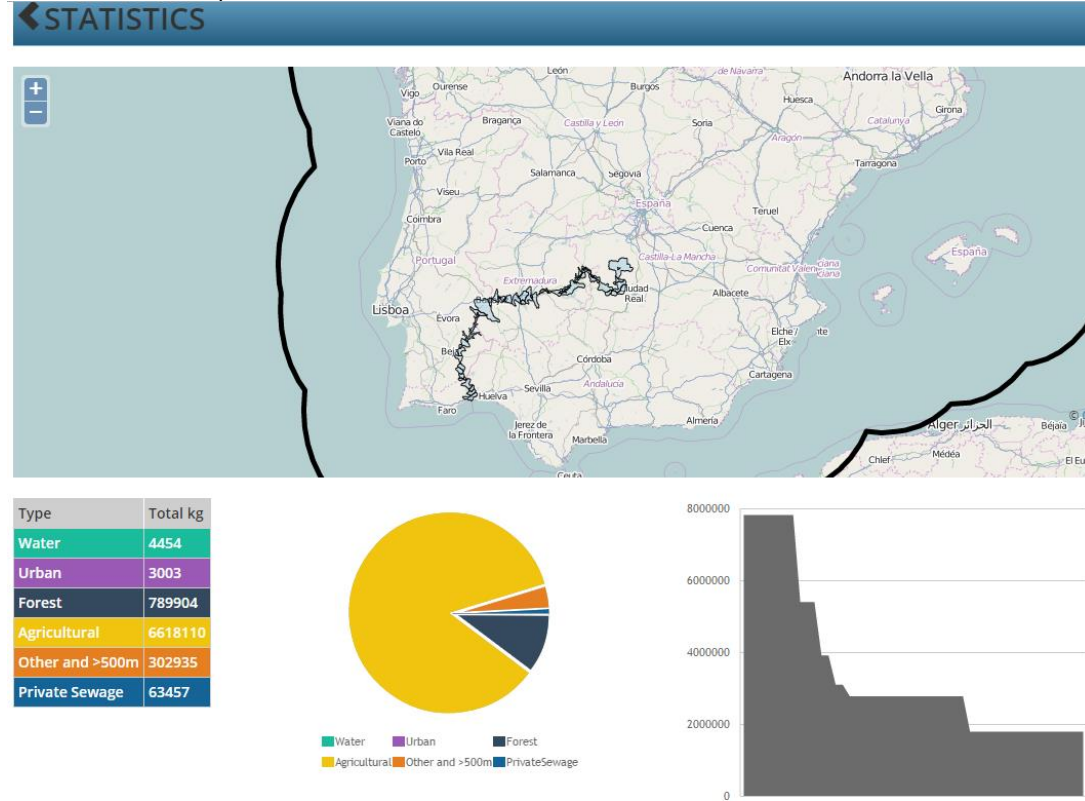 STATISTICS
+
−
León
de Navarra
Andorra la Vella
Vigo
Ourense
Burgos
Huesca
Girona
Viana do
Castelo
Bragança
Castilla y León
Soria
Catalunya
Aragón
Porto
Vila Real
Tarragona
Salamanca
Segovia
Viseu
España
Teruel
Coimbra
Cuenca
Portugal
Castilla-La Mancha
España
Extremadura
Comunitat
Lisboa
Real
Albacete
Évora
Elche /
Elx
Córdoba
Cartagena
Sevilla
Andalucía
Huelva
Faro
Almería
Jerez de
la Frontera
Marbella
Alger الجزائر
Béjaïa
Chlef
Médéa
El Eu
Ceuta
©
Type Total kg
Water 4454
Urban 3003
Forest 789904
Agricultural 6618110
Other and >500m 302935
Private Sewage 63457
Water Urban Forest
Agricultural Other and >500m PrivateSewage
8000000
6000000
4000000
2000000
0